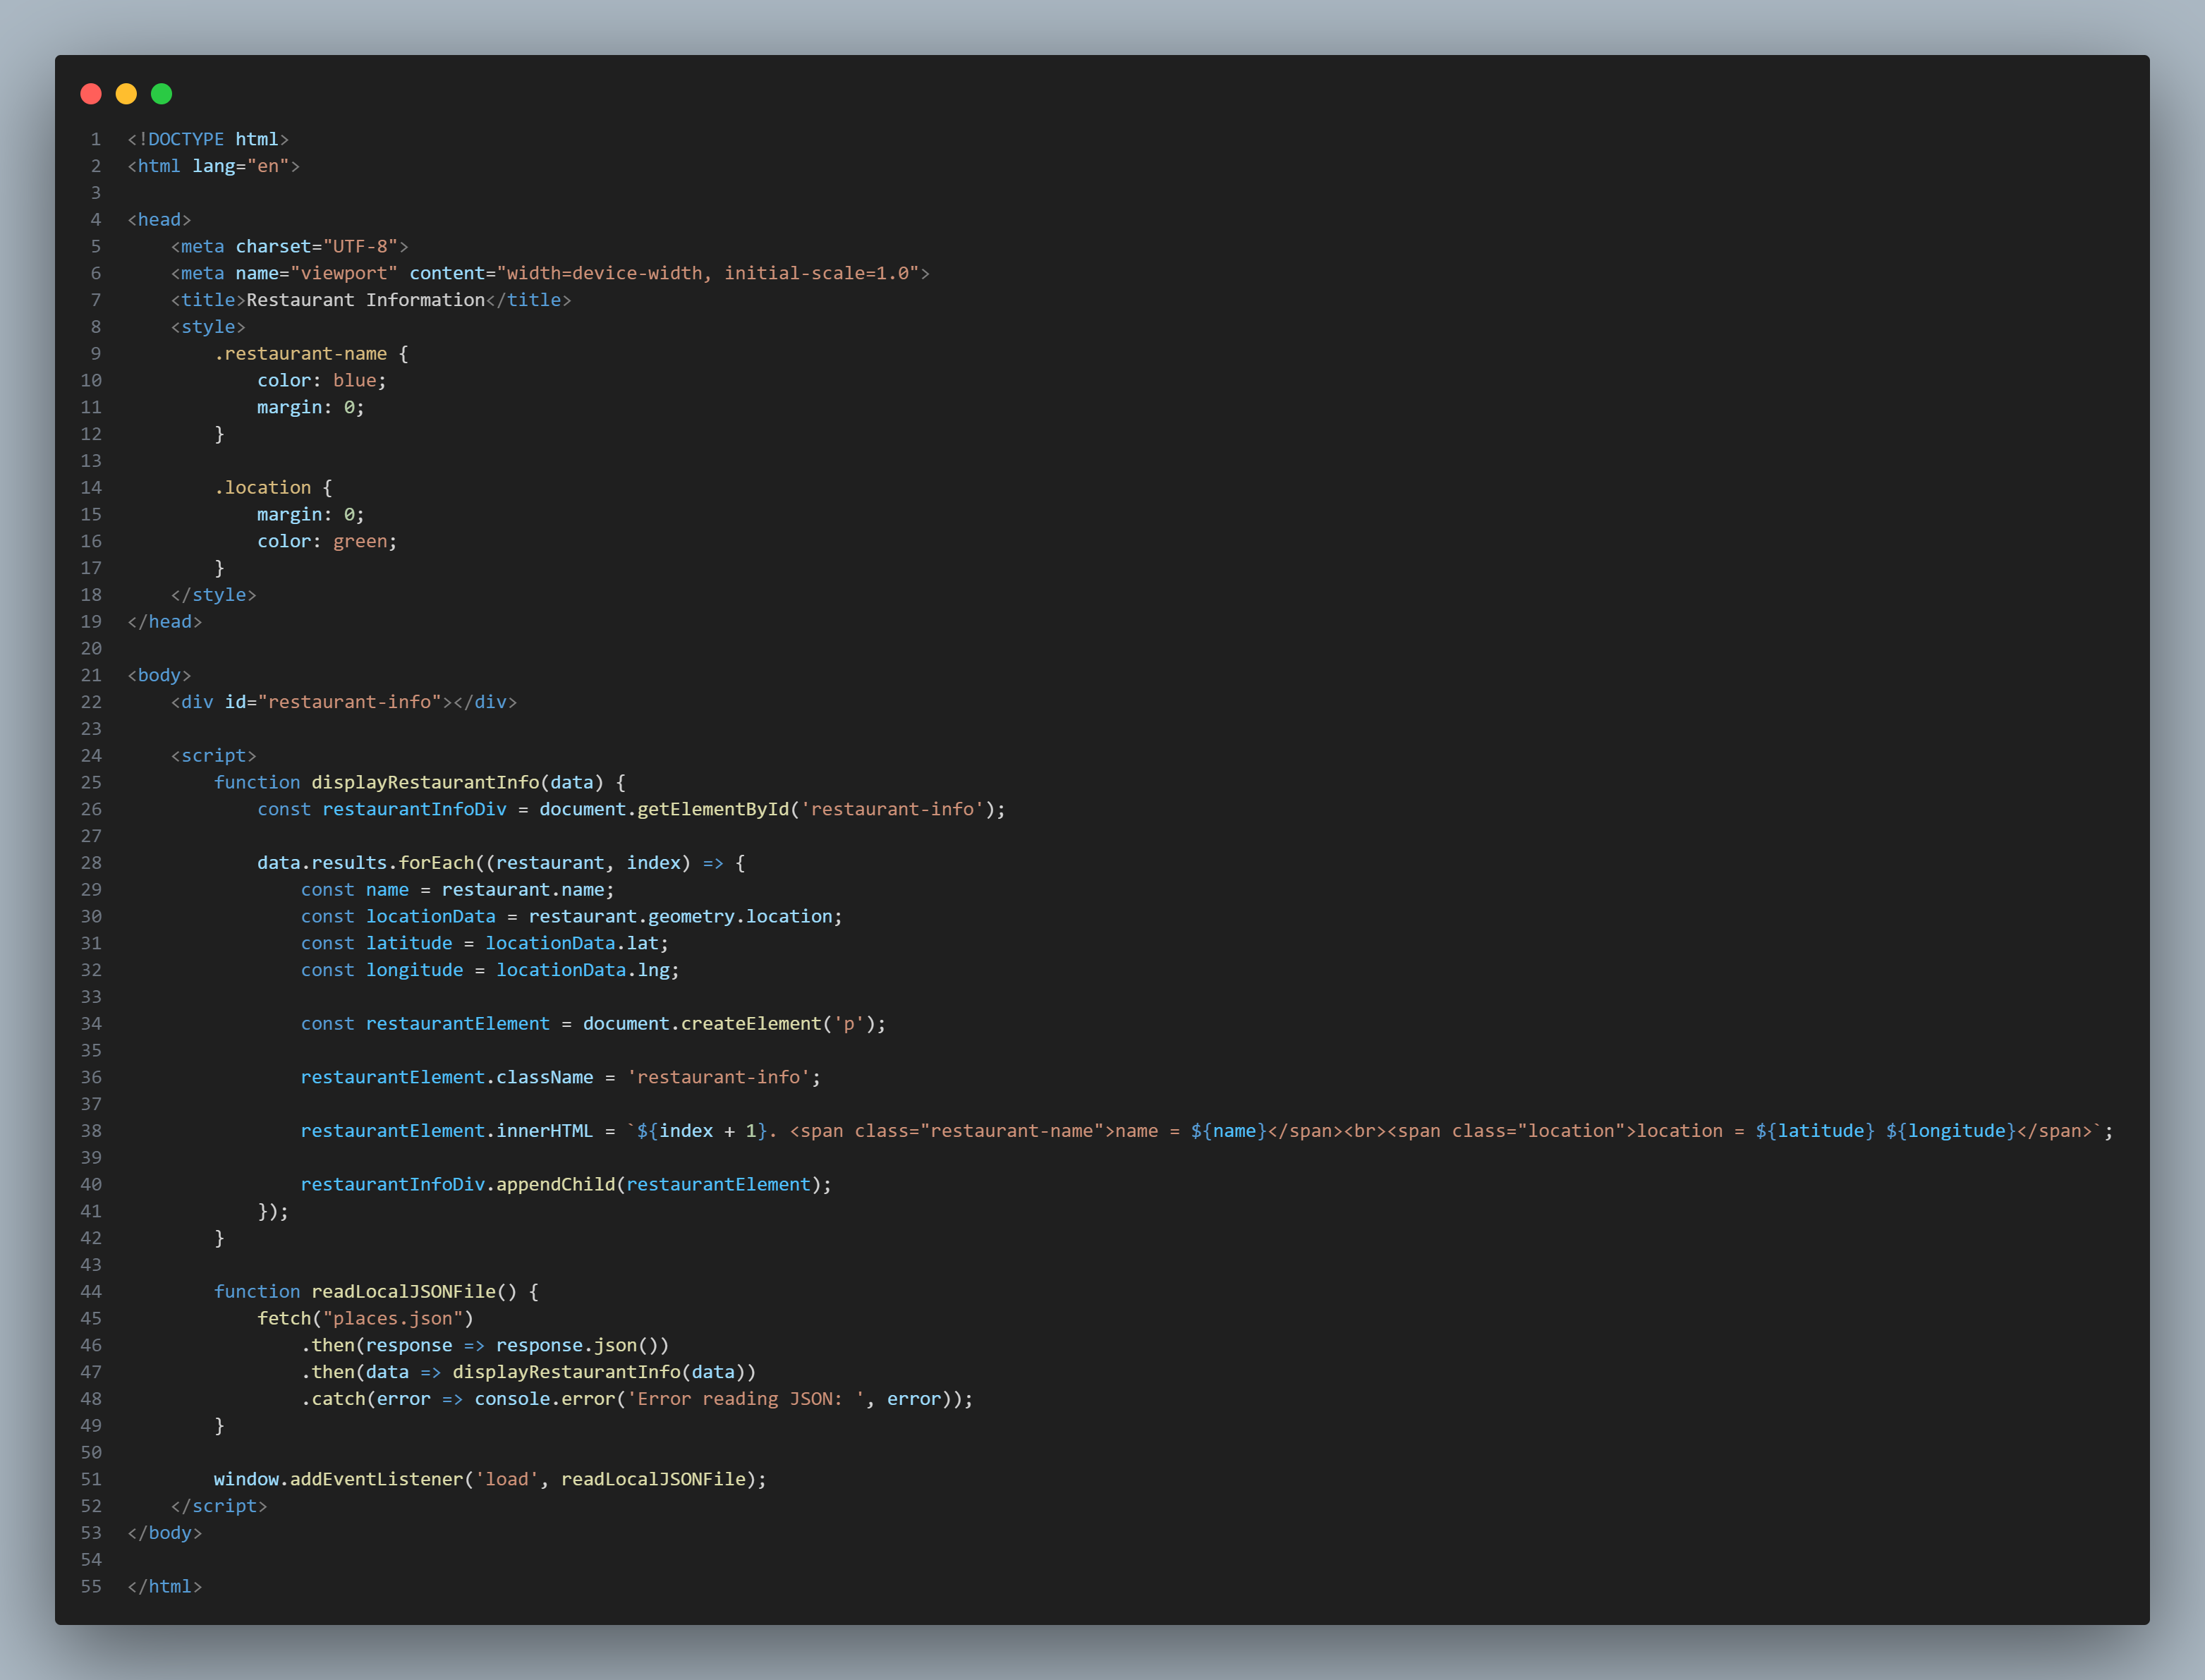 1 <!DOCTYPE html>
2 <html lang="en">
3
4 <head>
5     <meta charset="UTF-8">
6     <meta name="viewport" content="width=device-width, initial-scale=1.0">
7     <title>Restaurant Information</title>
8     <style>
9         .restaurant-name {
10             color: blue;
11             margin: 0;
12         }
13
14         .location {
15             margin: 0;
16             color: green;
17         }
18     </style>
19 </head>
20
21 <body>
22     <div id="restaurant-info"></div>
23
24     <script>
25         function displayRestaurantInfo(data) {
26             const restaurantInfoDiv = document.getElementById('restaurant-info');
27
28             data.results.forEach((restaurant, index) => {
29                 const name = restaurant.name;
30                 const locationData = restaurant.geometry.location;
31                 const latitude = locationData.lat;
32                 const longitude = locationData.lng;
33
34                 const restaurantElement = document.createElement('p');
35
36                 restaurantElement.className = 'restaurant-info';
37
38                 restaurantElement.innerHTML = `${index + 1}. <span class="restaurant-name">name = ${name}</span><br><span class="location">location = ${latitude} ${longitude}</span>`;
39
40                 restaurantInfoDiv.appendChild(restaurantElement);
41             });
42         }
43
44         function readLocalJSONFile() {
45             fetch("places.json")
46                 .then(response => response.json())
47                 .then(data => displayRestaurantInfo(data))
48                 .catch(error => console.error('Error reading JSON: ', error));
49         }
50
51         window.addEventListener('load', readLocalJSONFile);
52     </script>
53 </body>
54
55 </html>